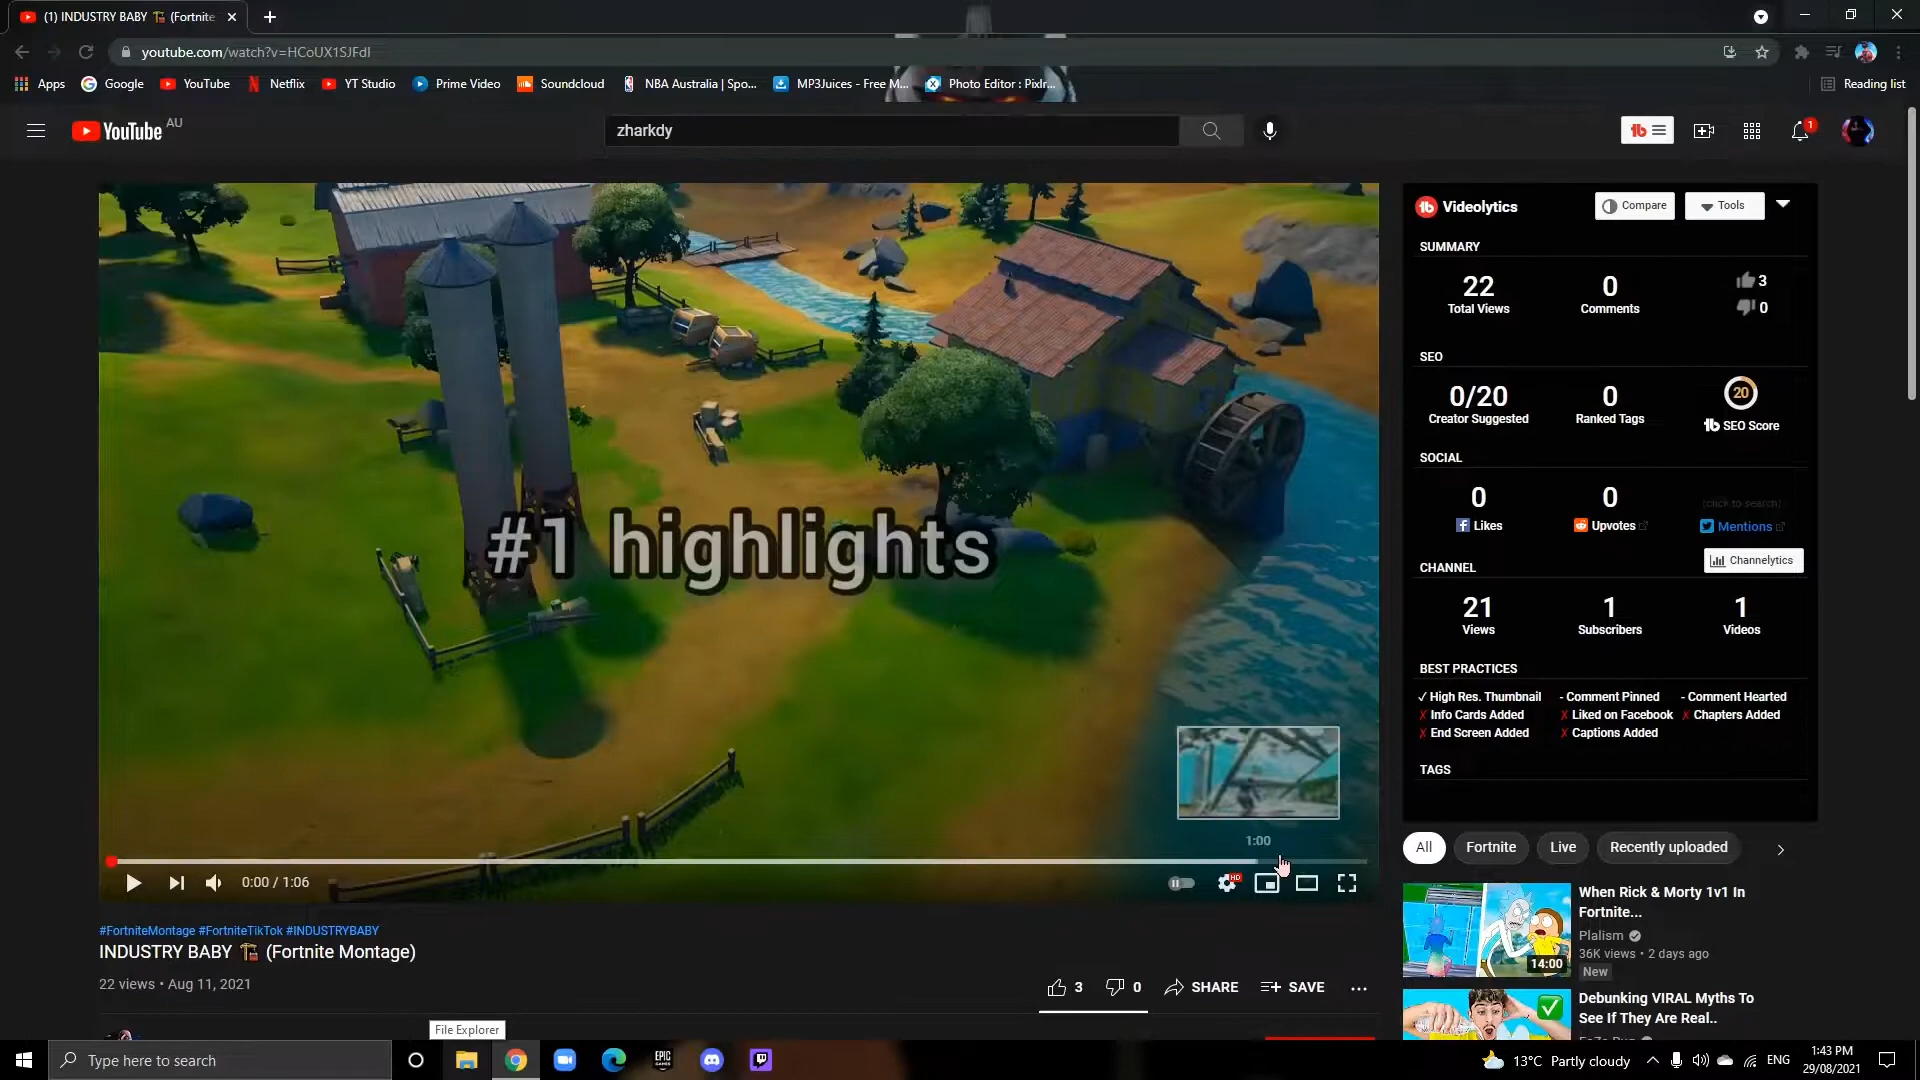 (1) INDUSTRY BABY 🏗 (Fortnite
youtube.com/watch?v=HCoUX1SJFdI
Apps Google YouTube Netflix YT Studio Prime Video Soundcloud NBA Australia | Spo... MP3Juices - Free M... Photo Editor : Pixlr... Reading list
YouTube AU
zharkdy
1
#1 highlights
1:00
0:00 / 1:06
HD
#FortniteMontage #FortniteTikTok #INDUSTRYBABY
INDUSTRY BABY 🏗 (Fortnite Montage)
22 views • Aug 11, 2021
3 0 SHARE SAVE
Videolytics Compare Tools
SUMMARY
22 0 3
Total Views Comments 0
SEO
0/20 0 20
Creator Suggested Ranked Tags SEO Score
SOCIAL
0 0 (click to search)
Likes Upvotes Mentions
CHANNEL Channelytics
21 1 1
Views Subscribers Videos
BEST PRACTICES
✓ High Res. Thumbnail - Comment Pinned - Comment Hearted
✗ Info Cards Added ✗ Liked on Facebook ✗ Chapters Added
✗ End Screen Added ✗ Captions Added
TAGS
All Fortnite Live Recently uploaded
When Rick & Morty 1v1 In
Fortnite...
Plalism
36K views • 2 days ago
New
14:00
Debunking VIRAL Myths To
See If They Are Real..
File Explorer
Type here to search
EPIC GAMES
13°C Partly cloudy ENG
1:43 PM
29/08/2021